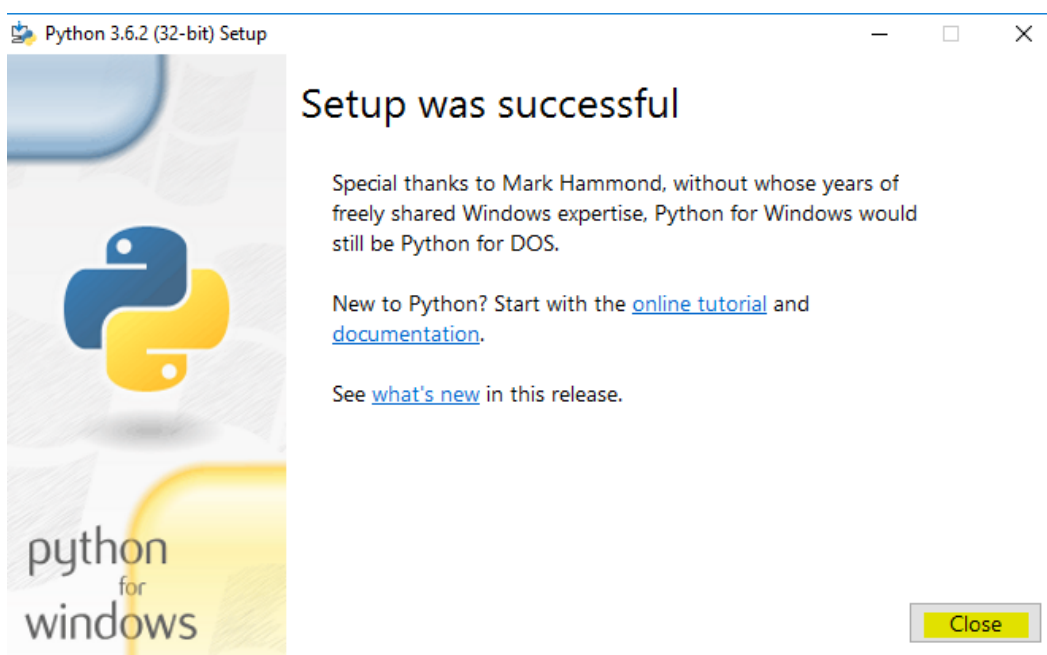 Python 3.6.2 (32-bit) Setup
Setup was successful
Special thanks to Mark Hammond, without whose years of
freely shared Windows expertise, Python for Windows would
still be Python for DOS.
New to Python? Start with the online tutorial and
documentation.
See what's new in this release.
python
for
windows
Close